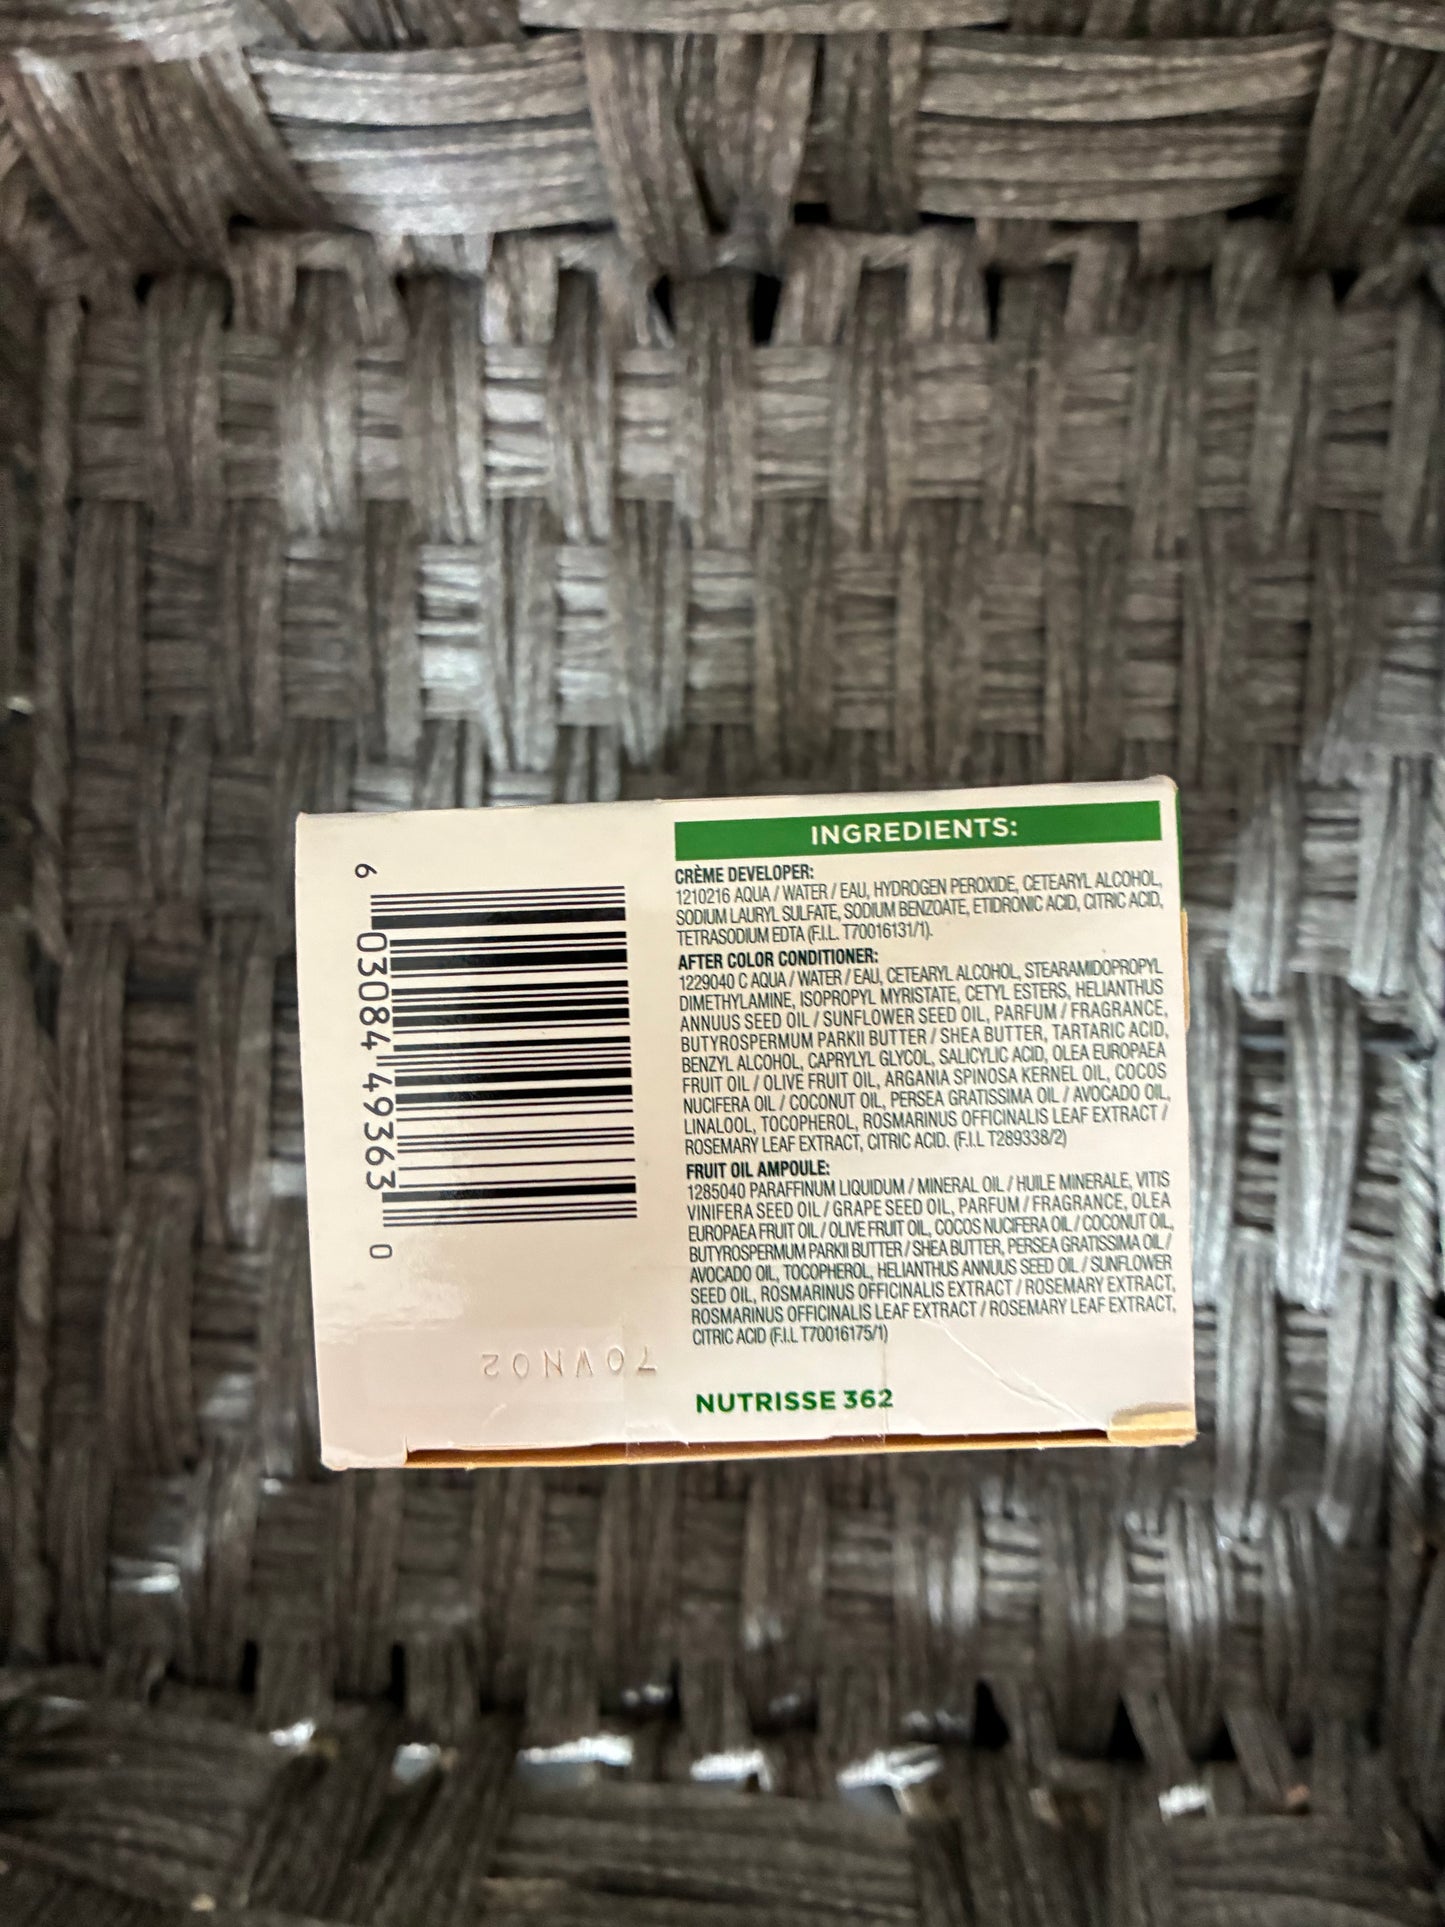 INGREDIENTS:
CRÈME DEVELOPER:
1210216 AQUA / WATER / EAU, HYDROGEN PEROXIDE, CETEARYL ALCOHOL,
SODIUM LAURYL SULFATE, SODIUM BENZOATE, ETIDRONIC ACID, CITRIC ACID,
TETRASODIUM EDTA (F.I.L. T70016131/1).
AFTER COLOR CONDITIONER:
1229040 C AQUA / WATER / EAU, CETEARYL ALCOHOL, STEARAMIDOPROPYL
DIMETHYLAMINE, ISOPROPYL MYRISTATE, CETYL ESTERS, HELIANTHUS
ANNUUS SEED OIL / SUNFLOWER SEED OIL, PARFUM / FRAGRANCE,
BUTYROSPERMUM PARKII BUTTER / SHEA BUTTER, TARTARIC ACID,
BENZYL ALCOHOL, CAPRYLYL GLYCOL, SALICYLIC ACID, OLEA EUROPAEA
FRUIT OIL / OLIVE FRUIT OIL, ARGANIA SPINOSA KERNEL OIL, COCOS
NUCIFERA OIL / COCONUT OIL, PERSEA GRATISSIMA OIL / AVOCADO OIL,
LINALOOL, TOCOPHEROL, ROSMARINUS OFFICINALIS LEAF EXTRACT /
ROSEMARY LEAF EXTRACT, CITRIC ACID. (F.I.L T289338/2)
FRUIT OIL AMPOULE:
1285040 PARAFFINUM LIQUIDUM / MINERAL OIL / HUILE MINERALE, VITIS
VINIFERA SEED OIL / GRAPE SEED OIL, PARFUM / FRAGRANCE, OLEA
EUROPAEA FRUIT OIL / OLIVE FRUIT OIL, COCOS NUCIFERA OIL / COCONUT OIL,
BUTYROSPERMUM PARKII BUTTER / SHEA BUTTER, PERSEA GRATISSIMA OIL /
AVOCADO OIL, TOCOPHEROL, HELIANTHUS ANNUUS SEED OIL / SUNFLOWER
SEED OIL, ROSMARINUS OFFICINALIS EXTRACT / ROSEMARY EXTRACT,
ROSMARINUS OFFICINALIS LEAF EXTRACT / ROSEMARY LEAF EXTRACT,
CITRIC ACID (F.I.L T70016175/1)
NUTRISSE 362
6 03084 49363 0